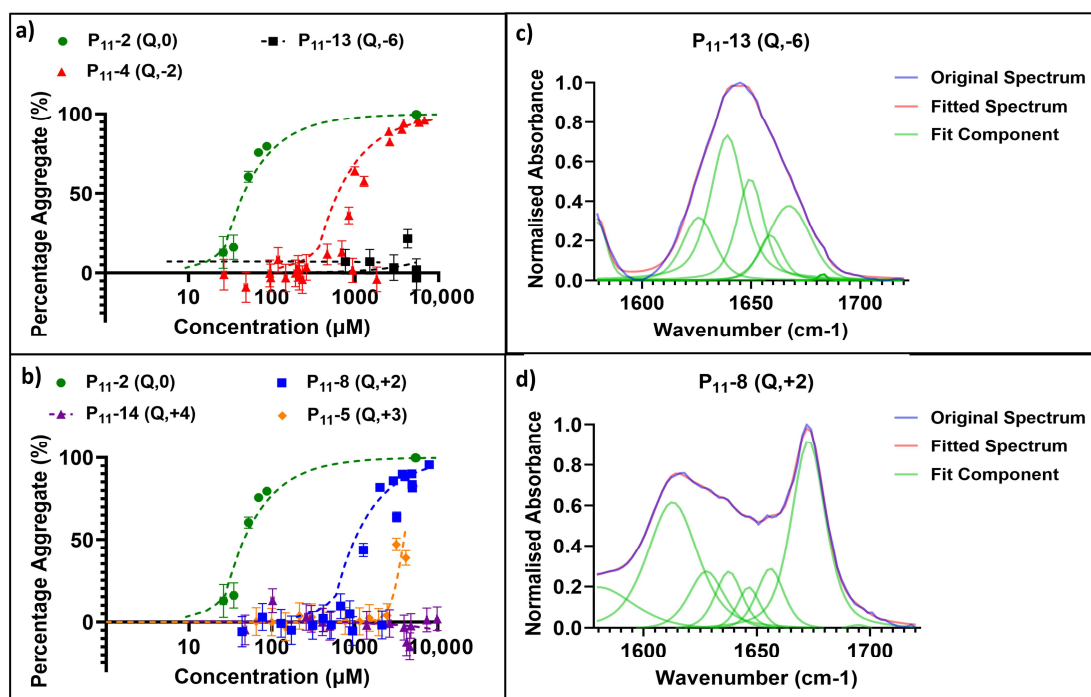 a)
P₁₁-2 (Q,0)
P₁₁-13 (Q,-6)
P₁₁-4 (Q,-2)
Percentage Aggregate (%)
100
50
0
10
100
1000
10,000
Concentration (µM)
b)
P₁₁-2 (Q,0)
P₁₁-8 (Q,+2)
P₁₁-14 (Q,+4)
P₁₁-5 (Q,+3)
Percentage Aggregate (%)
100
50
0
10
100
1000
10,000
Concentration (µM)
c)
P₁₁-13 (Q,-6)
Original Spectrum
Fitted Spectrum
Fit Component
Normalised Absorbance
1.0
0.8
0.6
0.4
0.2
0.0
1600
1650
1700
Wavenumber (cm-1)
d)
P₁₁-8 (Q,+2)
Original Spectrum
Fitted Spectrum
Fit Component
Normalised Absorbance
1.0
0.8
0.6
0.4
0.2
0.0
1600
1650
1700
Wavenumber (cm-1)